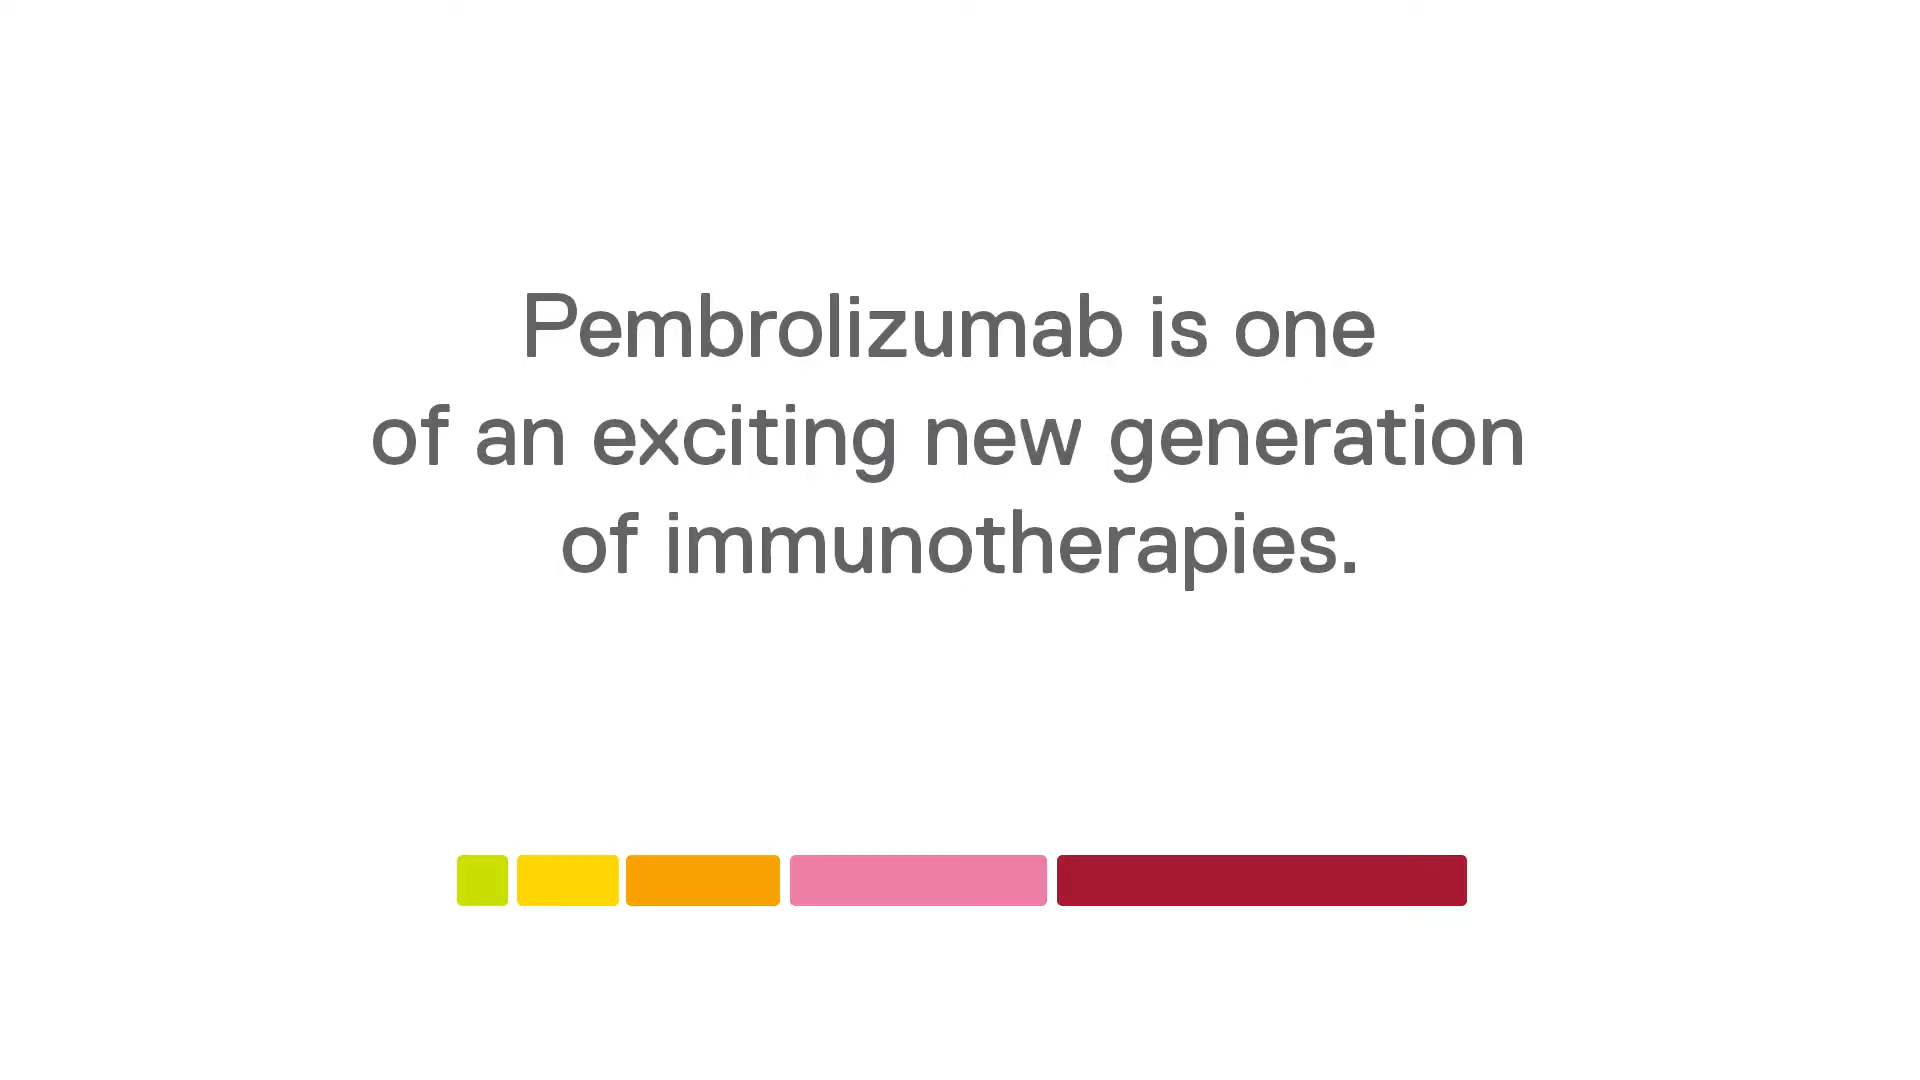 Pembrolizumab is one
of an exciting new generation
of immunotherapies.